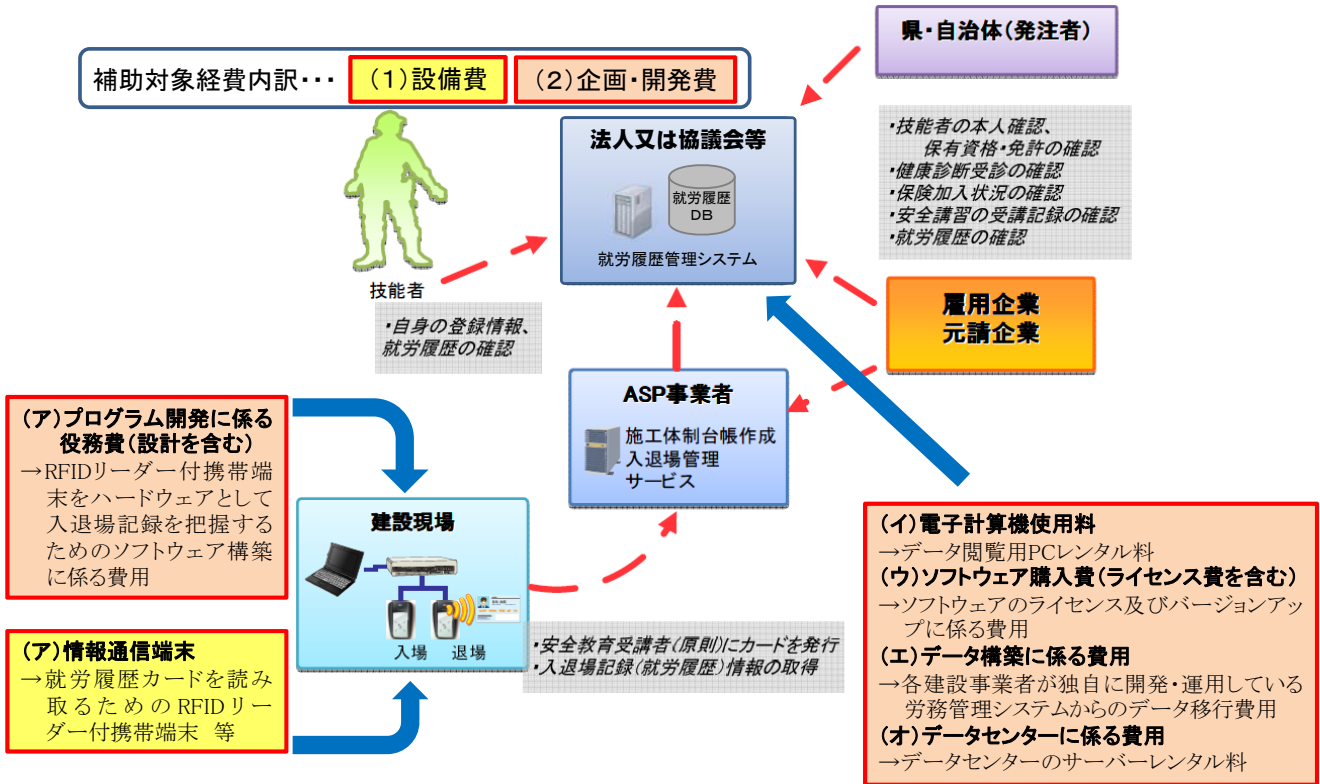 県・自治体(発注者)
補助対象経費内訳・・・ (1)設備費 (2)企画・開発費
法人又は協議会等
就労履歴
DB
就労履歴管理システム
・技能者の本人確認、
保有資格・免許の確認
・健康診断受診の確認
・保険加入状況の確認
・安全講習の受講記録の確認
・就労履歴の確認
技能者
・自身の登録情報、
就労履歴の確認
雇用企業
元請企業
ASP事業者
施工体制台帳作成
入退場管理
サービス
(ア)プログラム開発に係る
役務費(設計を含む)
→RFIDリーダー付携帯端
末をハードウェアとして
入退場記録を把握する
ためのソフトウェア構築
に係る費用
建設現場
入場 退場
・安全教育受講者(原則)にカードを発行
・入退場記録(就労履歴)情報の取得
(ア)情報通信端末
→就労履歴カードを読み
取るためのRFIDリー
ダー付携帯端末 等
(イ)電子計算機使用料
→データ閲覧用PCレンタル料
(ウ)ソフトウェア購入費(ライセンス費を含む)
→ソフトウェアのライセンス及びバージョンアッ
プに係る費用
(エ)データ構築に係る費用
→各建設事業者が独自に開発・運用している
労務管理システムからのデータ移行費用
(オ)データセンターに係る費用
→データセンターのサーバーレンタル料